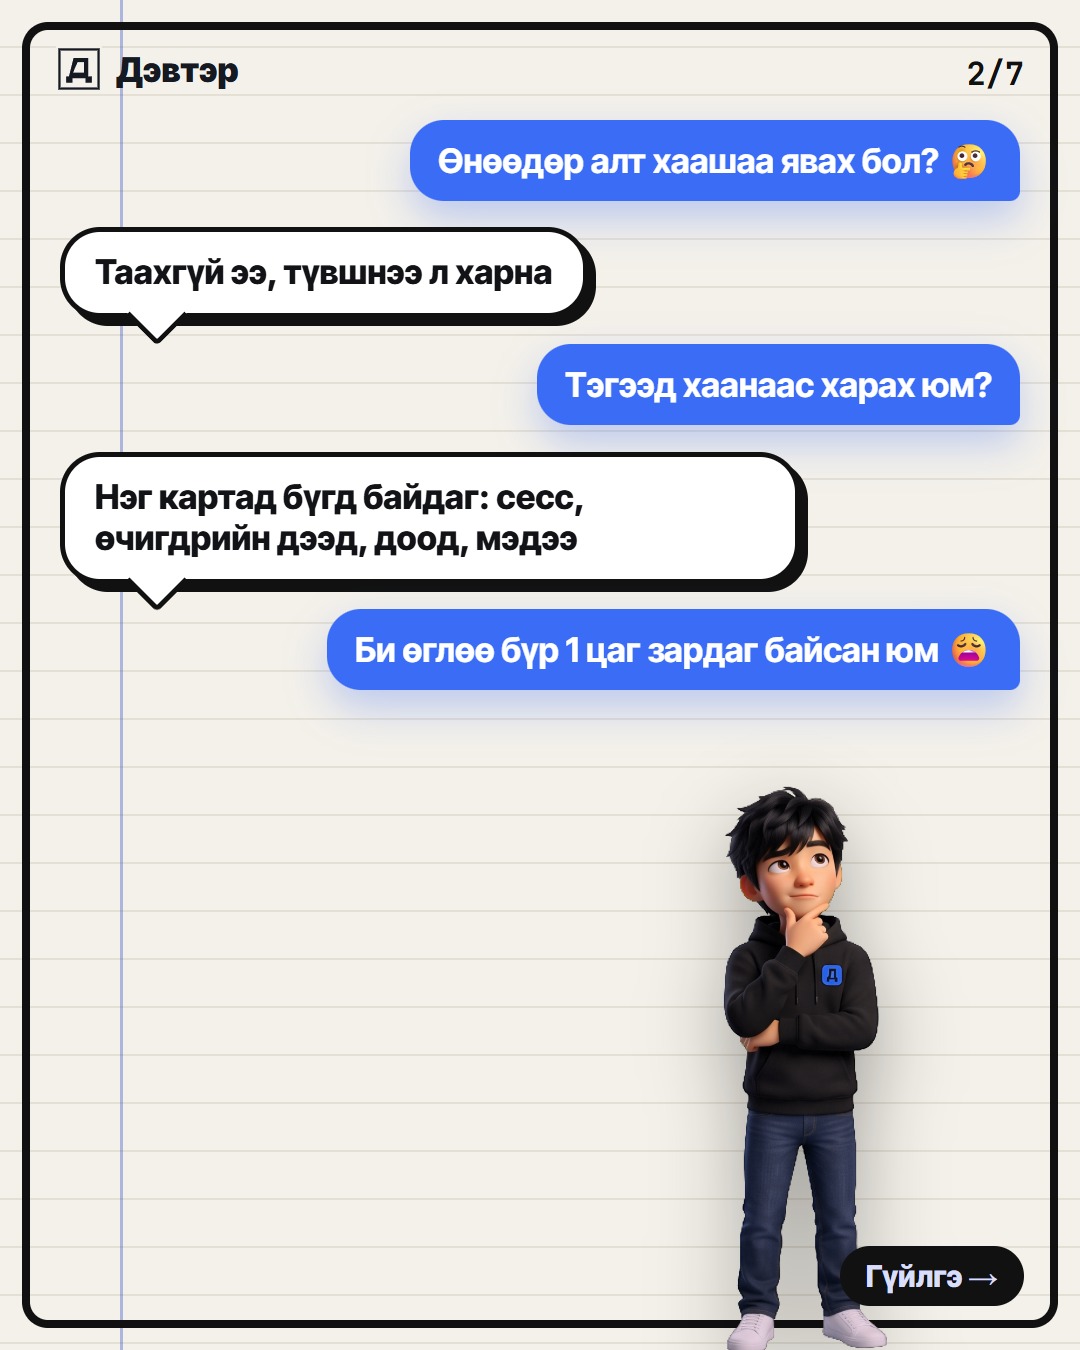 Д Дэвтэр
2/7
Өнөөдөр алт хаашаа явах бол? 🤔
Таахгүй ээ, түвшнээ л харна
Тэгээд хаанаас харах юм?
Нэг картад бүгд байдаг: сесс,
өчигдрийн дээд, доод, мэдээ
Би өглөө бүр 1 цаг зардаг байсан юм 😩
Д
Гүйлгэ →